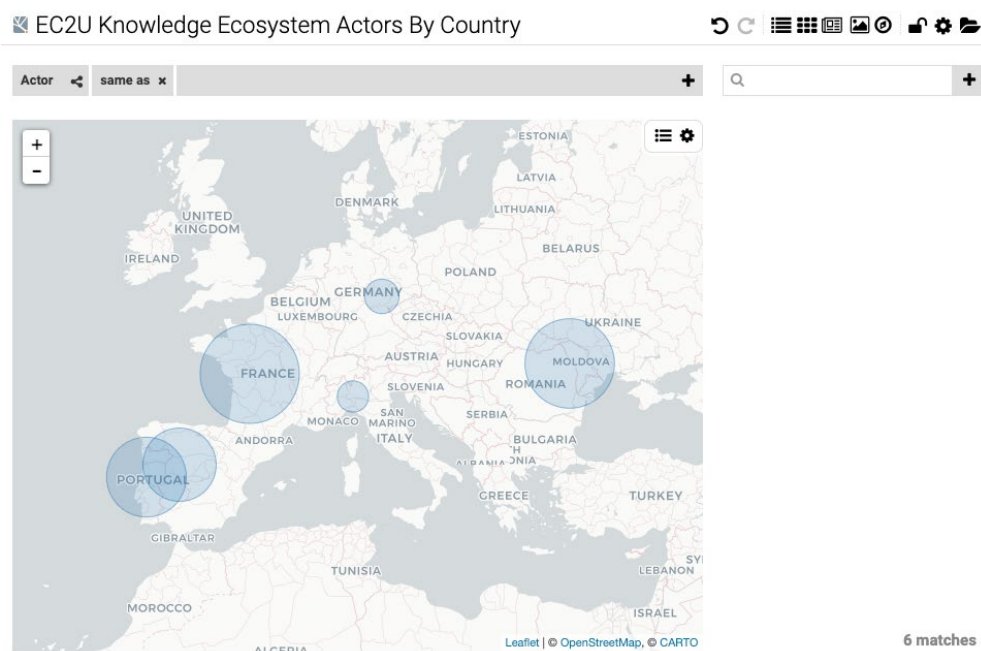 EC2U Knowledge Ecosystem Actors By Country
Actor
same as ×
+
+
+
-
ESTONIA
LATVIA
DENMARK
LITHUANIA
UNITED
KINGDOM
BELARUS
IRELAND
POLAND
GERMANY
BELGIUM
LUXEMBOURG
CZECHIA
UKRAINE
SLOVAKIA
AUSTRIA
HUNGARY
MOLDOVA
FRANCE
SLOVENIA
ROMANIA
MONACO
SAN
MARINO
SERBIA
ANDORRA
ITALY
BULGARIA
PORTUGAL
GREECE
TURKEY
GIBRALTAR
TUNISIA
LEBANON
MOROCCO
ISRAEL
Leaflet | © OpenStreetMap, © CARTO
6 matches